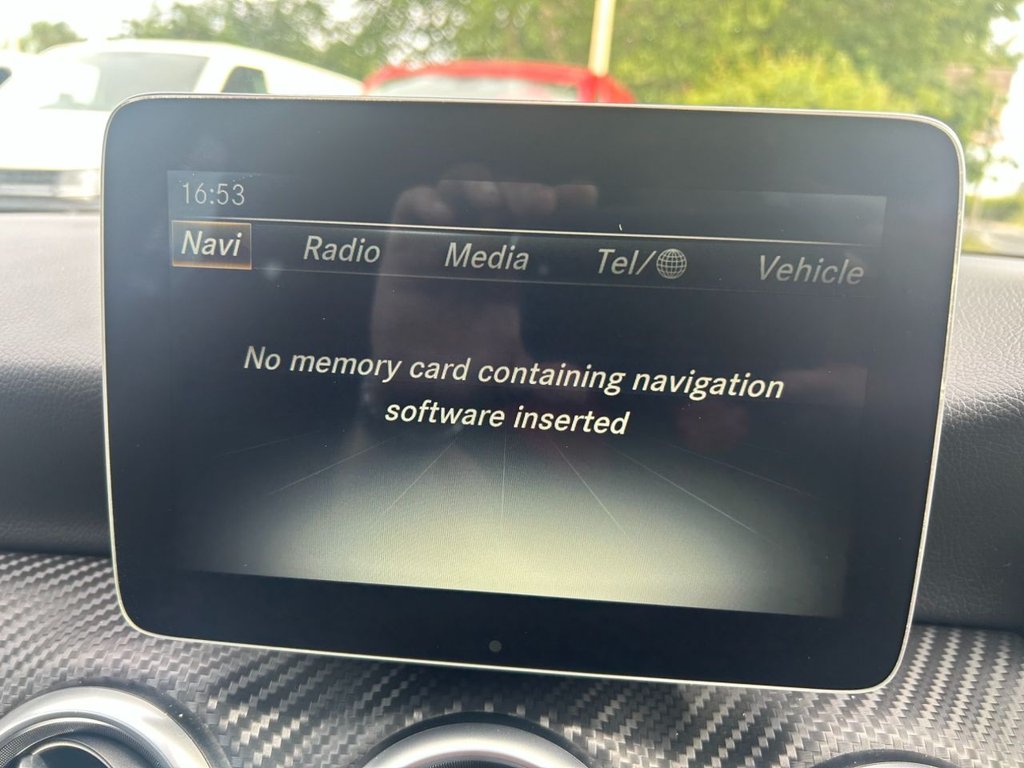 16:53
Navi Radio Media Tel/ Vehicle
No memory card containing navigation
software inserted